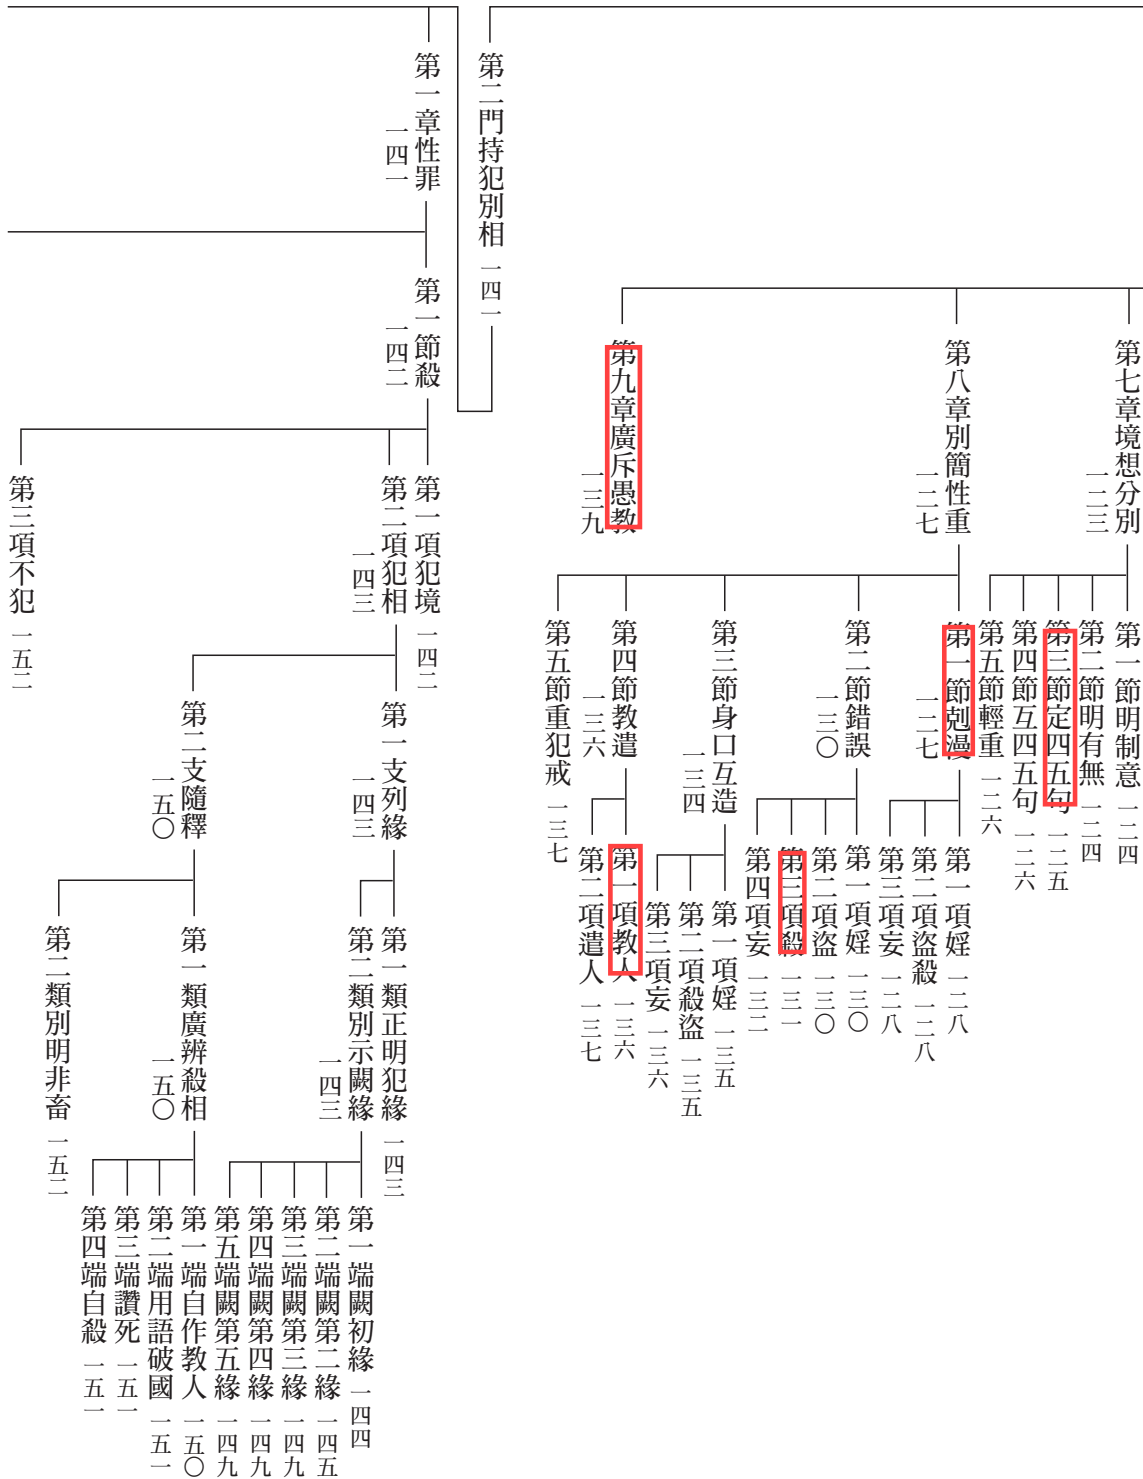 第七章境想分別 一二三
第一節明制意 一二四
第二節明有無 一二四
第三節定四五句 一二五
第四節互四五句 一二六
第五節輕重 一二六
第八章別簡性重 一二七
第一節剋漫 一二七
第一項婬 一二八
第二項盜殺 一二八
第三項妄 一二八
第二節錯誤 一三〇
第一項婬 一三〇
第二項盜 一三〇
第三項殺 一三一
第四項妄 一三二
第三節身口互造 一三四
第一項婬 一三五
第二項殺盜 一三五
第三項妄 一三六
第四節教遣 一三六
第一項教人 一三六
第二項遣人 一三七
第五節重犯戒 一三七
第九章廣斥愚教 一三九
第二門持犯別相 一四一
第一章性罪 一四一
第一節殺 一四二
第一項犯境 一四二
第二項犯相 一四三
第一支列緣 一四三
第一類正明犯緣 一四三
第二類別示闕緣 一四三
第一端闕初緣 一四四
第二端闕第二緣 一四五
第三端闕第三緣 一四九
第四端闕第四緣 一四九
第五端闕第五緣 一四九
第二支隨釋 一五〇
第一類廣辨殺相 一五〇
第一端自作教人 一五〇
第二端用語破國 一五一
第三端讚死 一五一
第四端自殺 一五一
第二類別明非畜 一五二
第三項不犯 一五二